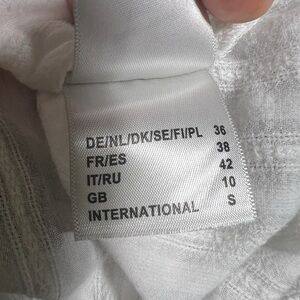 DE/NL/DK/SE/FI/PL 36
FR/ES 38
IT/RU 42
GB 10
INTERNATIONAL S